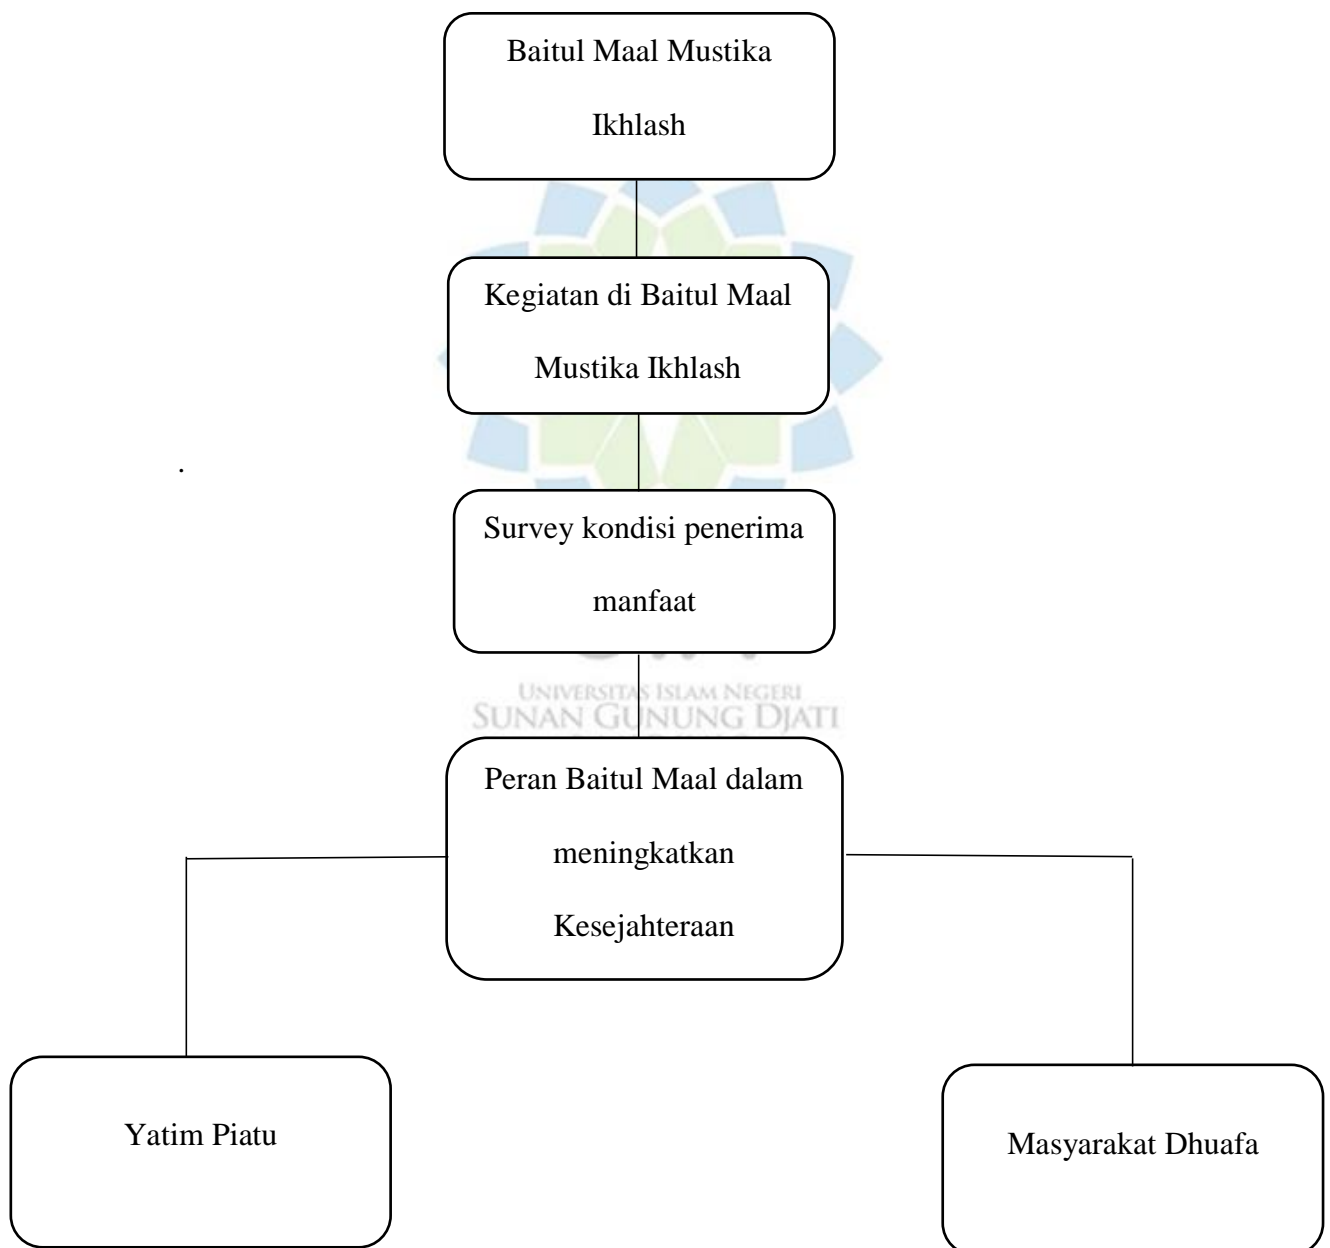 Baitul Maal Mustika
Ikhlash
Kegiatan di Baitul Maal
Mustika Ikhlash
.
Survey kondisi penerima
manfaat
UNIVERSITAS ISLAM NEGERI
SUNAN GUNUNG DJATI
Peran Baitul Maal dalam
meningkatkan
Kesejahteraan
Yatim Piatu
Masyarakat Dhuafa